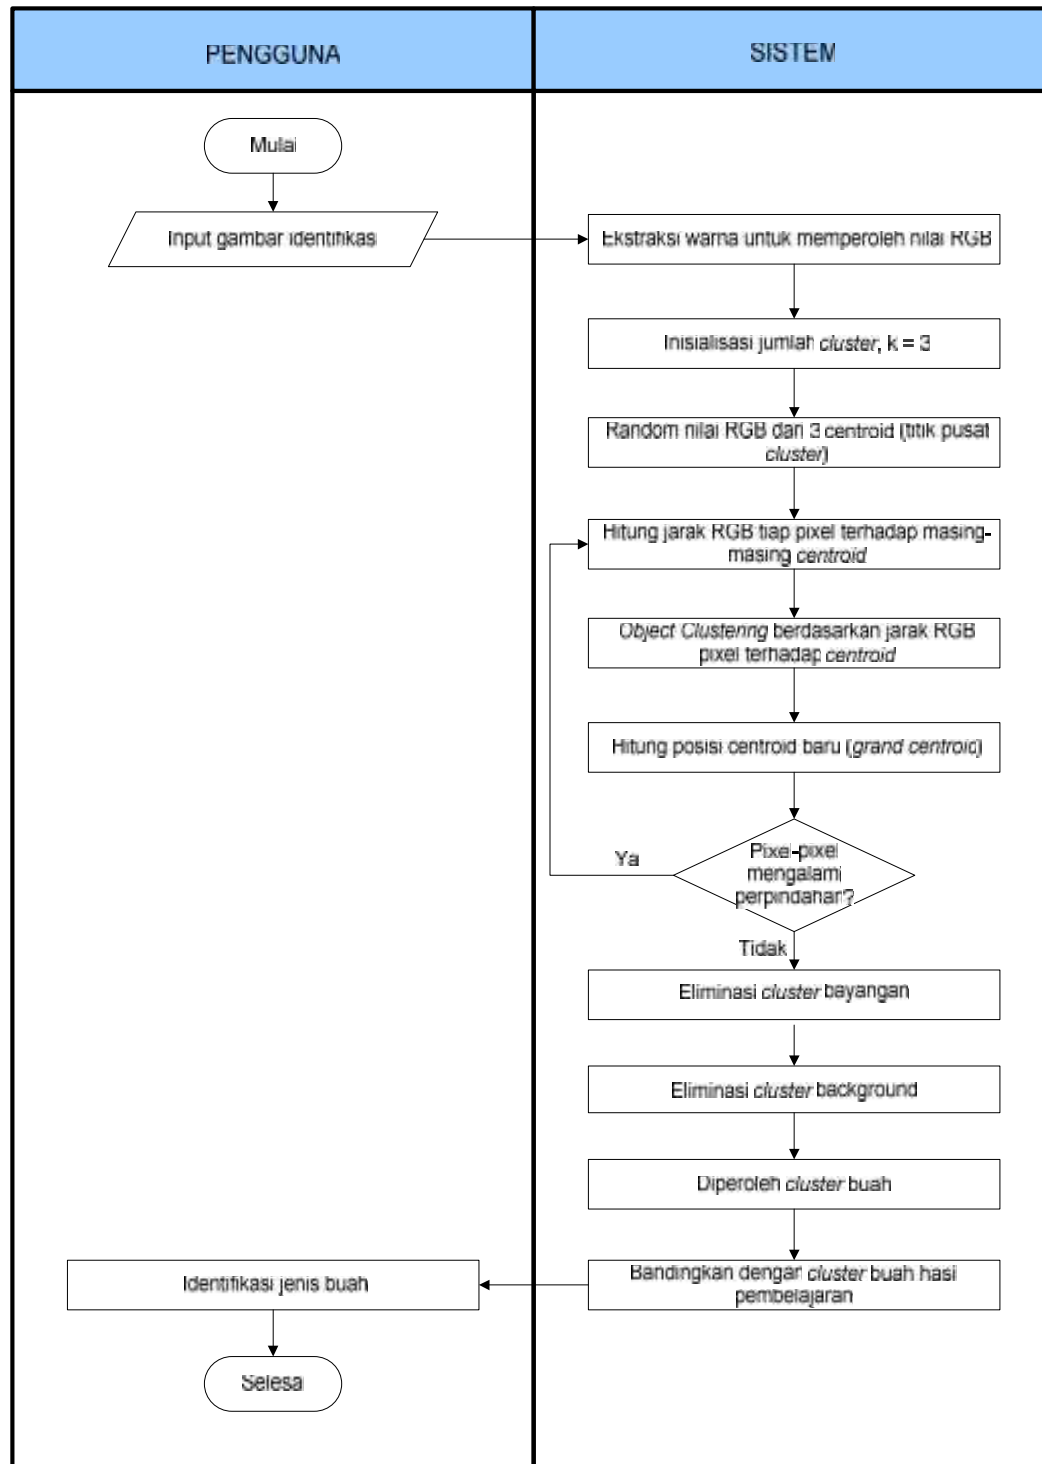 PENGGUNA
SISTEM
Mulai
Input gambar identifikasi
Ekstraksi warna untuk memperoleh nilai RGB
Inisialisasi jumlah cluster, k = 3
Random nilai RGB dari 3 centroid (titik pusat
cluster)
Hitung jarak RGB tiap pixel terhadap masing-
masing centroid
Object Clustering berdasarkan jarak RGB
pixel terhadap centroid
Hitung posisi centroid baru (grand centroid)
Pixel-pixel
mengalami
perpindahan?
Ya
Tidak
Eliminasi cluster bayangan
Eliminasi cluster background
Diperoleh cluster buah
Bandingkan dengan cluster buah hasil
pembelajaran
Identifikasi jenis buah
Selesai